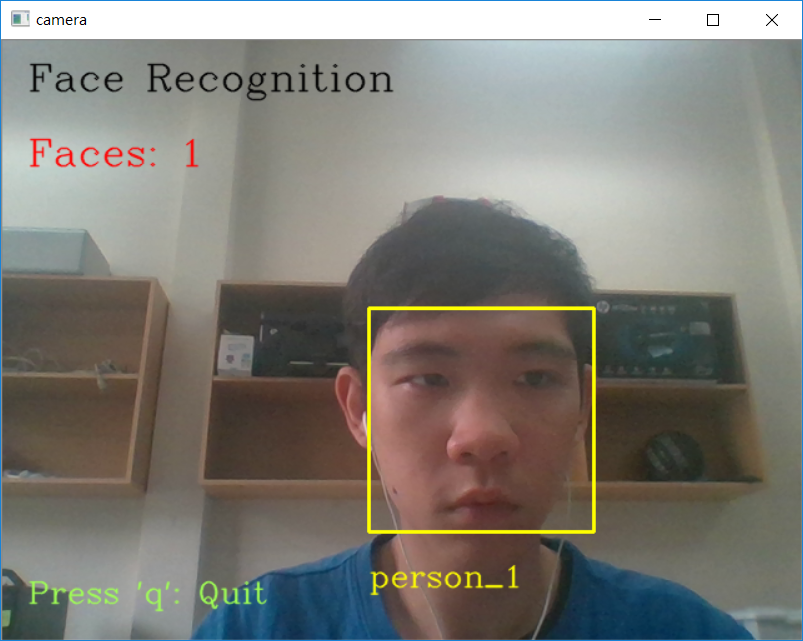 camera
Face Recognition
Faces: 1
Press 'q': Quit
person_1